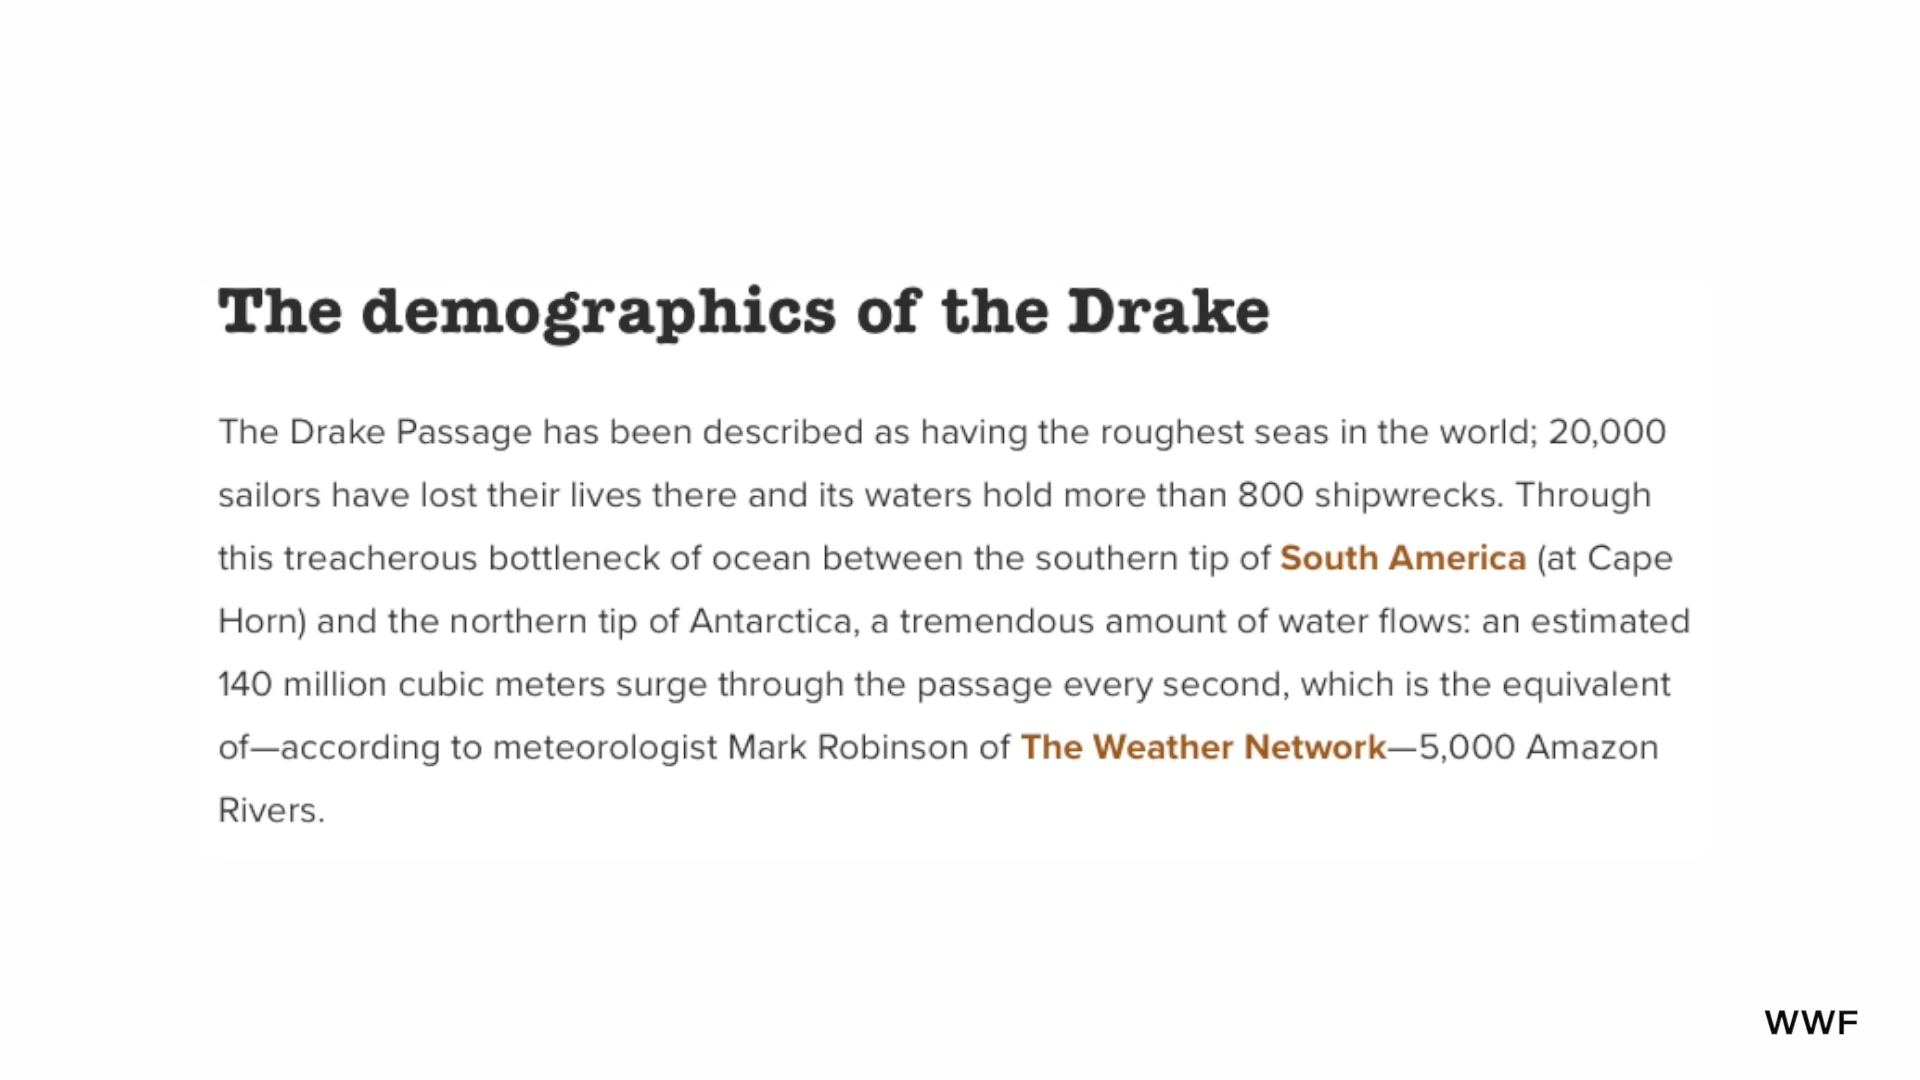 The demographics of the Drake
The Drake Passage has been described as having the roughest seas in the world; 20,000
sailors have lost their lives there and its waters hold more than 800 shipwrecks. Through
this treacherous bottleneck of ocean between the southern tip of South America (at Cape
Horn) and the northern tip of Antarctica, a tremendous amount of water flows: an estimated
140 million cubic meters surge through the passage every second, which is the equivalent
of—according to meteorologist Mark Robinson of The Weather Network—5,000 Amazon
Rivers.
WWF